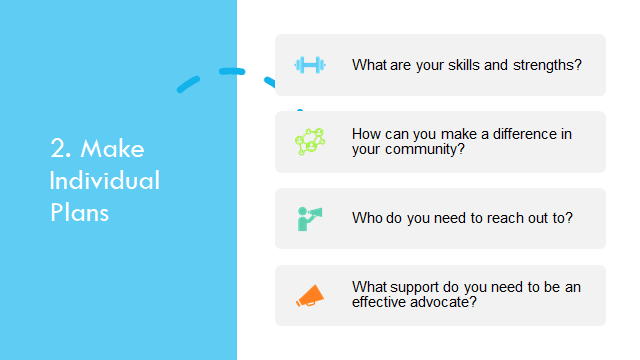 2. Make
Individual
Plans
What are your skills and strengths?
How can you make a difference in
your community?
Who do you need to reach out to?
What support do you need to be an
effective advocate?